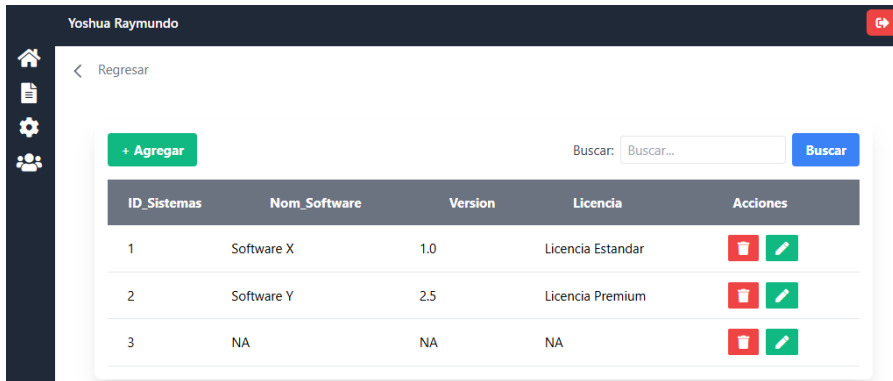 Yoshua Raymundo
Regresar
+ Agregar Buscar: Buscar... Buscar
ID_Sistemas Nom_Software Version Licencia Acciones
1 Software X 1.0 Licencia Estandar
2 Software Y 2.5 Licencia Premium
3 NA NA NA